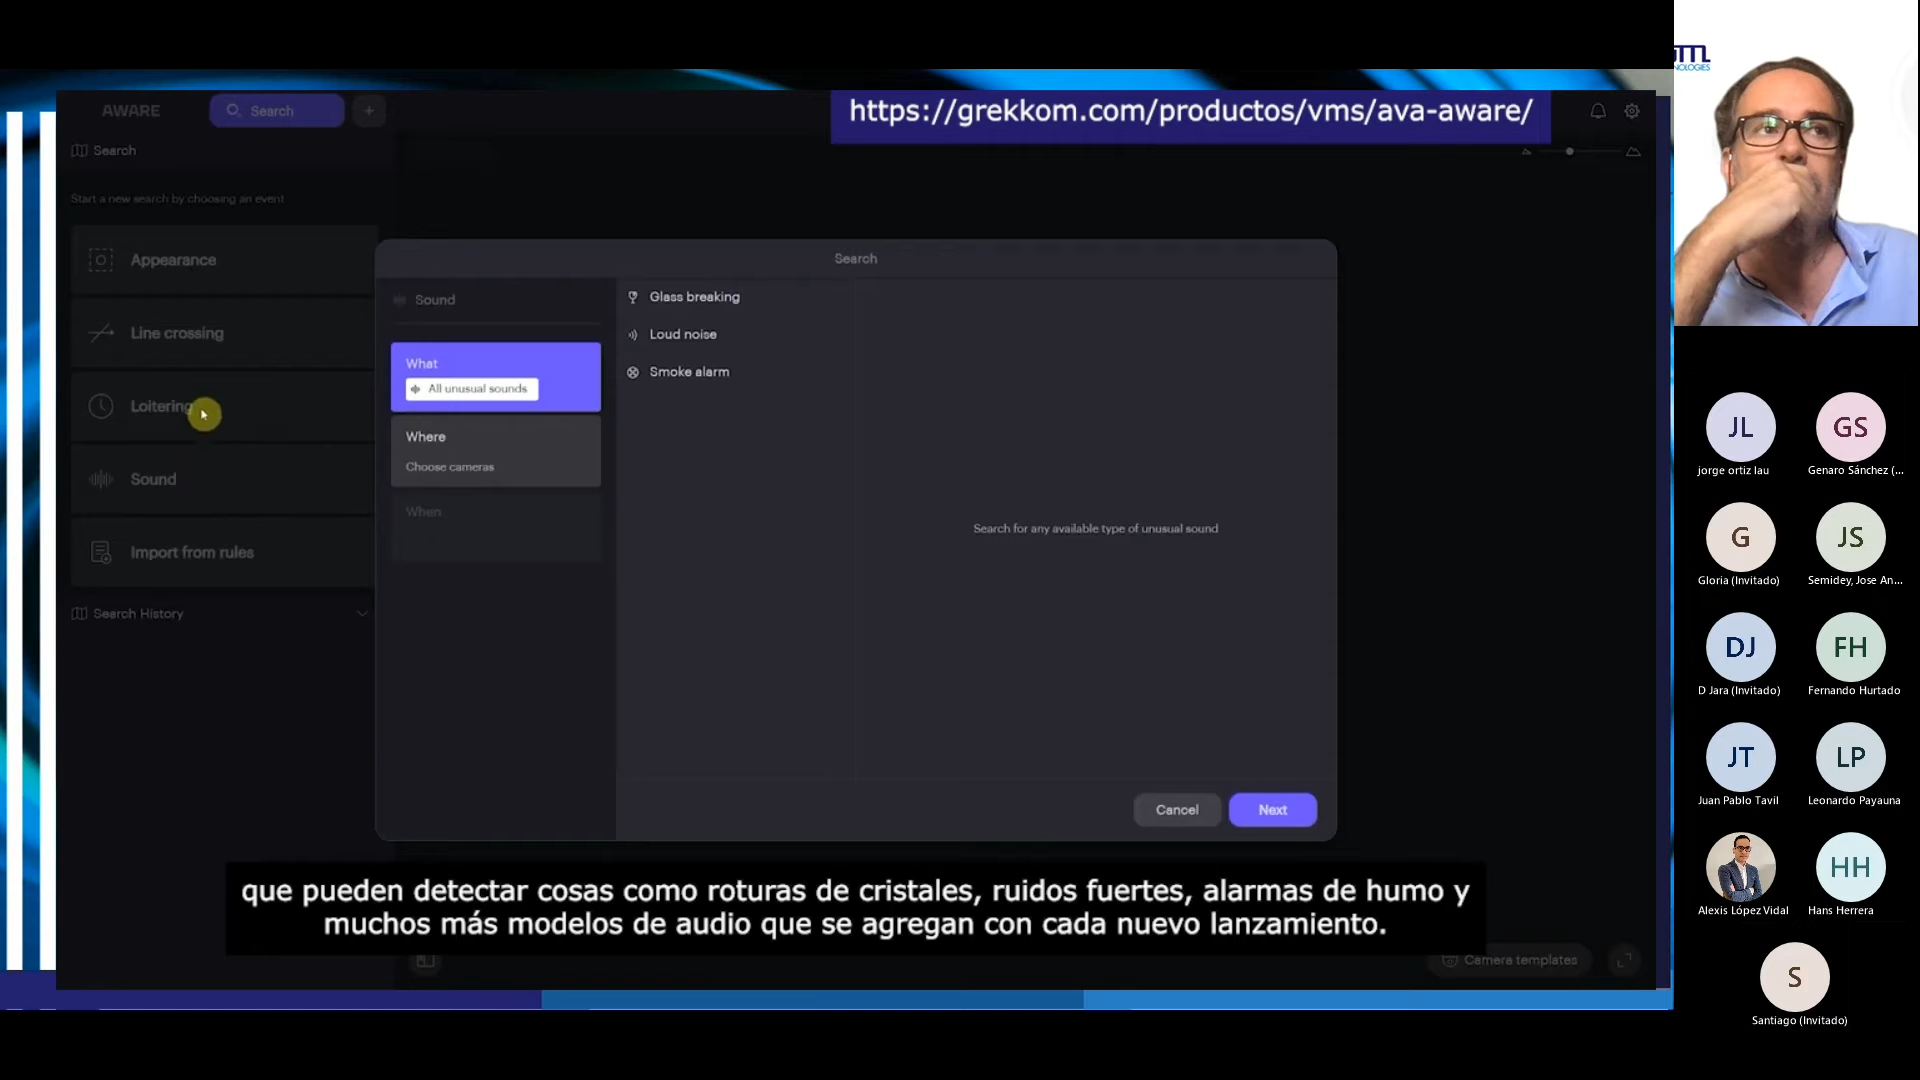 AWARE
Search
+
https://grekkom.com/productos/vms/ava-aware/
Search
Start a new search by choosing an event
Appearance
Line crossing
Loitering
Sound
Import from rules
Search History
Search
Sound
What
All unusual sounds
Where
Choose cameras
When
Glass breaking
Loud noise
Smoke alarm
Search for any available type of unusual sound
Cancel
Next
que pueden detectar cosas como roturas de cristales, ruidos fuertes, alarmas de humo y
muchos más modelos de audio que se agregan con cada nuevo lanzamiento.
Camera templates
JL
jorge ortiz lau
GS
Genaro Sánchez (...
G
Gloria (Invitado)
JS
Semidey, Jose An...
DJ
D Jara (Invitado)
FH
Fernando Hurtado
JT
Juan Pablo Tavil
LP
Leonardo Payauna
Alexis López Vidal
HH
Hans Herrera
S
Santiago (Invitado)